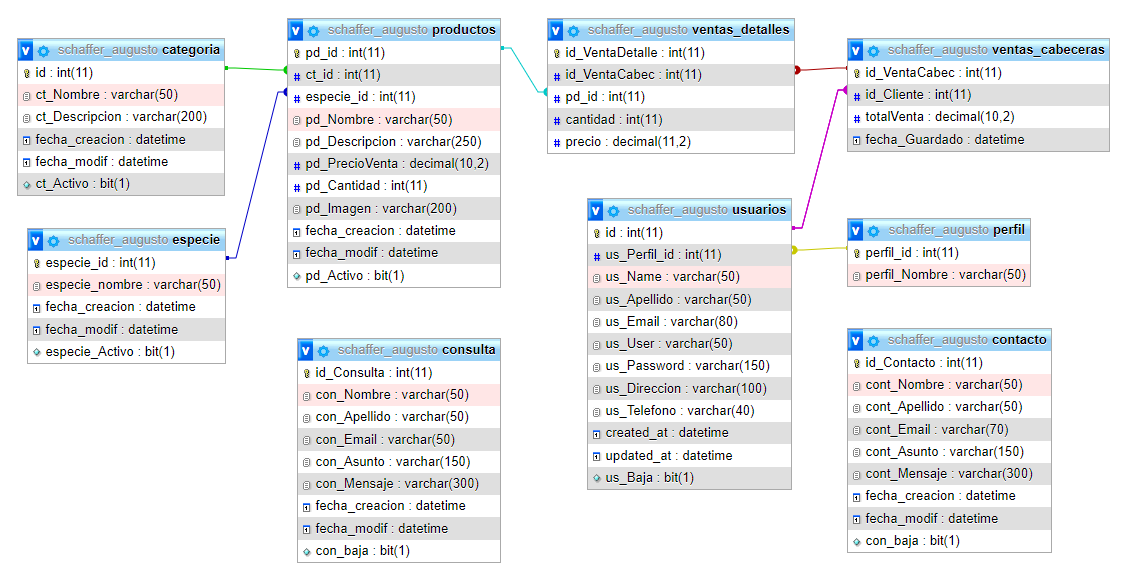 v schaffer_augusto categoria
id : int(11)
ct_Nombre : varchar(50)
ct_Descripcion : varchar(200)
fecha_creacion : datetime
fecha_modif : datetime
ct_Activo : bit(1)
v schaffer_augusto productos
pd_id : int(11)
# ct_id : int(11)
# especie_id : int(11)
pd_Nombre : varchar(50)
pd_Descripcion : varchar(250)
# pd_PrecioVenta : decimal(10,2)
# pd_Cantidad : int(11)
pd_Imagen : varchar(200)
fecha_creacion : datetime
fecha_modif : datetime
pd_Activo : bit(1)
v schaffer_augusto ventas_detalles
id_VentaDetalle : int(11)
# id_VentaCabec : int(11)
# pd_id : int(11)
# cantidad : int(11)
# precio : decimal(11,2)
v schaffer_augusto ventas_cabeceras
id_VentaCabec : int(11)
# id_Cliente : int(11)
# totalVenta : decimal(10,2)
fecha_Guardado : datetime
v schaffer_augusto especie
especie_id : int(11)
especie_nombre : varchar(50)
fecha_creacion : datetime
fecha_modif : datetime
especie_Activo : bit(1)
v schaffer_augusto usuarios
id : int(11)
# us_Perfil_id : int(11)
us_Name : varchar(50)
us_Apellido : varchar(50)
us_Email : varchar(80)
us_User : varchar(50)
us_Password : varchar(150)
us_Direccion : varchar(100)
us_Telefono : varchar(40)
created_at : datetime
updated_at : datetime
us_Baja : bit(1)
v schaffer_augusto perfil
perfil_id : int(11)
perfil_Nombre : varchar(50)
v schaffer_augusto consulta
id_Consulta : int(11)
con_Nombre : varchar(50)
con_Apellido : varchar(50)
con_Email : varchar(50)
con_Asunto : varchar(150)
con_Mensaje : varchar(300)
fecha_creacion : datetime
fecha_modif : datetime
con_baja : bit(1)
v schaffer_augusto contacto
id_Contacto : int(11)
cont_Nombre : varchar(50)
cont_Apellido : varchar(50)
cont_Email : varchar(70)
cont_Asunto : varchar(150)
cont_Mensaje : varchar(300)
fecha_creacion : datetime
fecha_modif : datetime
con_baja : bit(1)